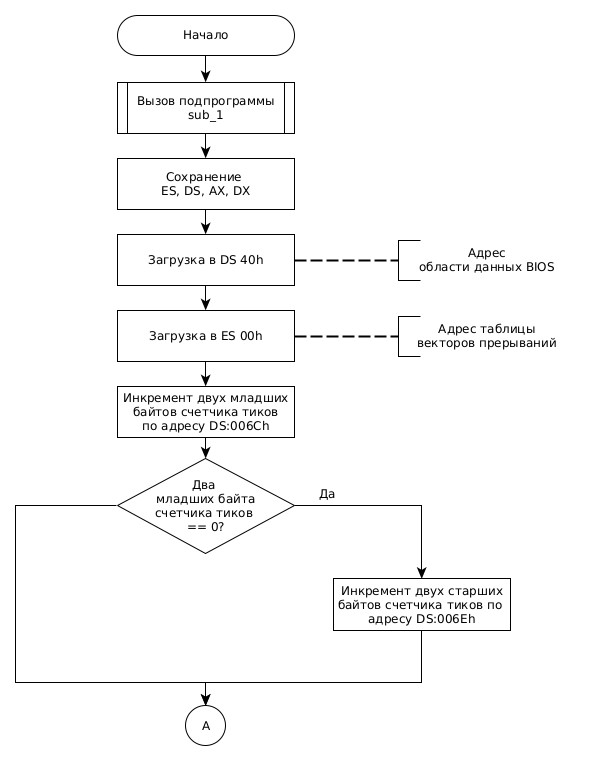 Начало
Вызов подпрограммы
sub_1
Сохранение
ES, DS, AX, DX
Загрузка в DS 40h
Адрес
области данных BIOS
Загрузка в ES 00h
Адрес таблицы
векторов прерываний
Инкремент двух младших
байтов счетчика тиков
по адресу DS:006Ch
Два
младших байта
счетчика тиков
== 0?
Да
Инкремент двух старших
байтов счетчика тиков по
адресу DS:006Eh
A